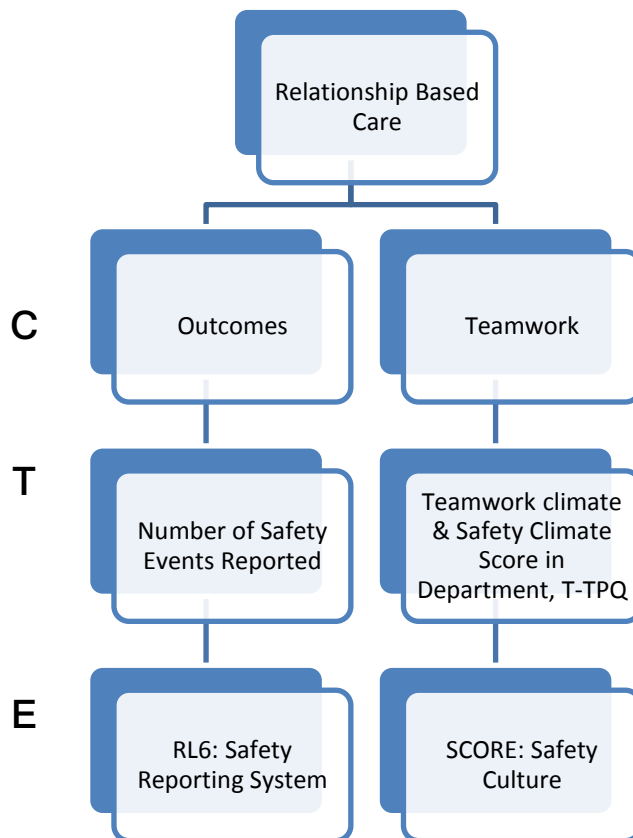 Relationship Based
Care
C
Outcomes
Teamwork
T
Number of Safety
Events Reported
Teamwork climate
& Safety Climate
Score in
Department, T-TPQ
E
RL6: Safety
Reporting System
SCORE: Safety
Culture